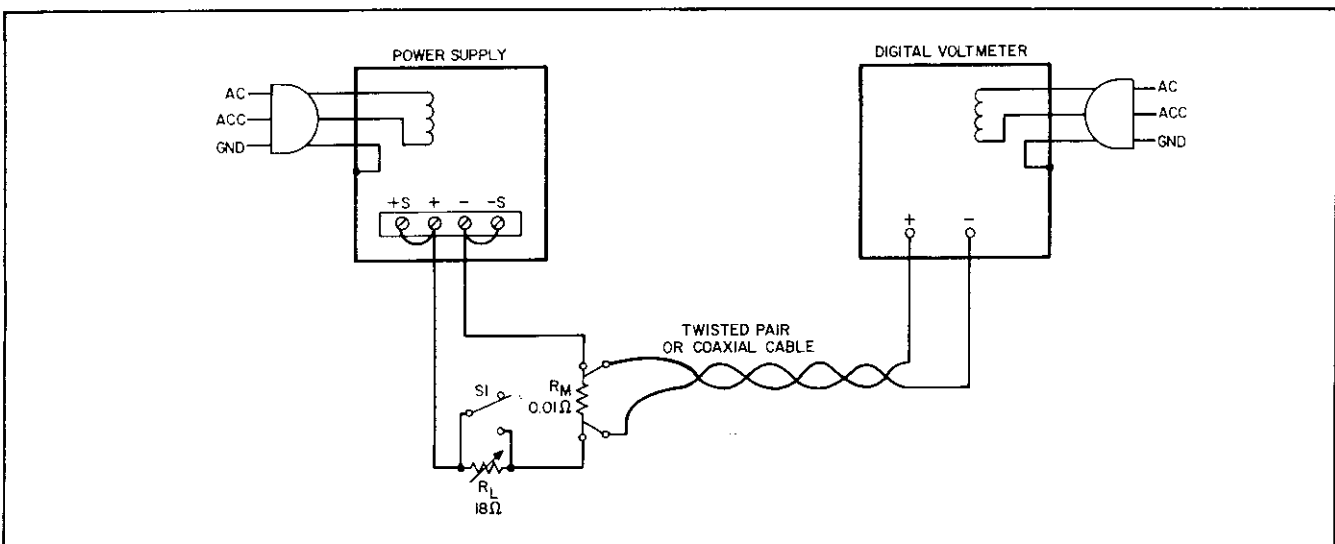 POWER SUPPLY
DIGITAL VOLTMETER
AC
ACC
GND
AC
ACC
GND
+S + - -S
+ -
TWISTED PAIR
OR COAXIAL CABLE
S1
RM
0.01Ω
RL
18Ω